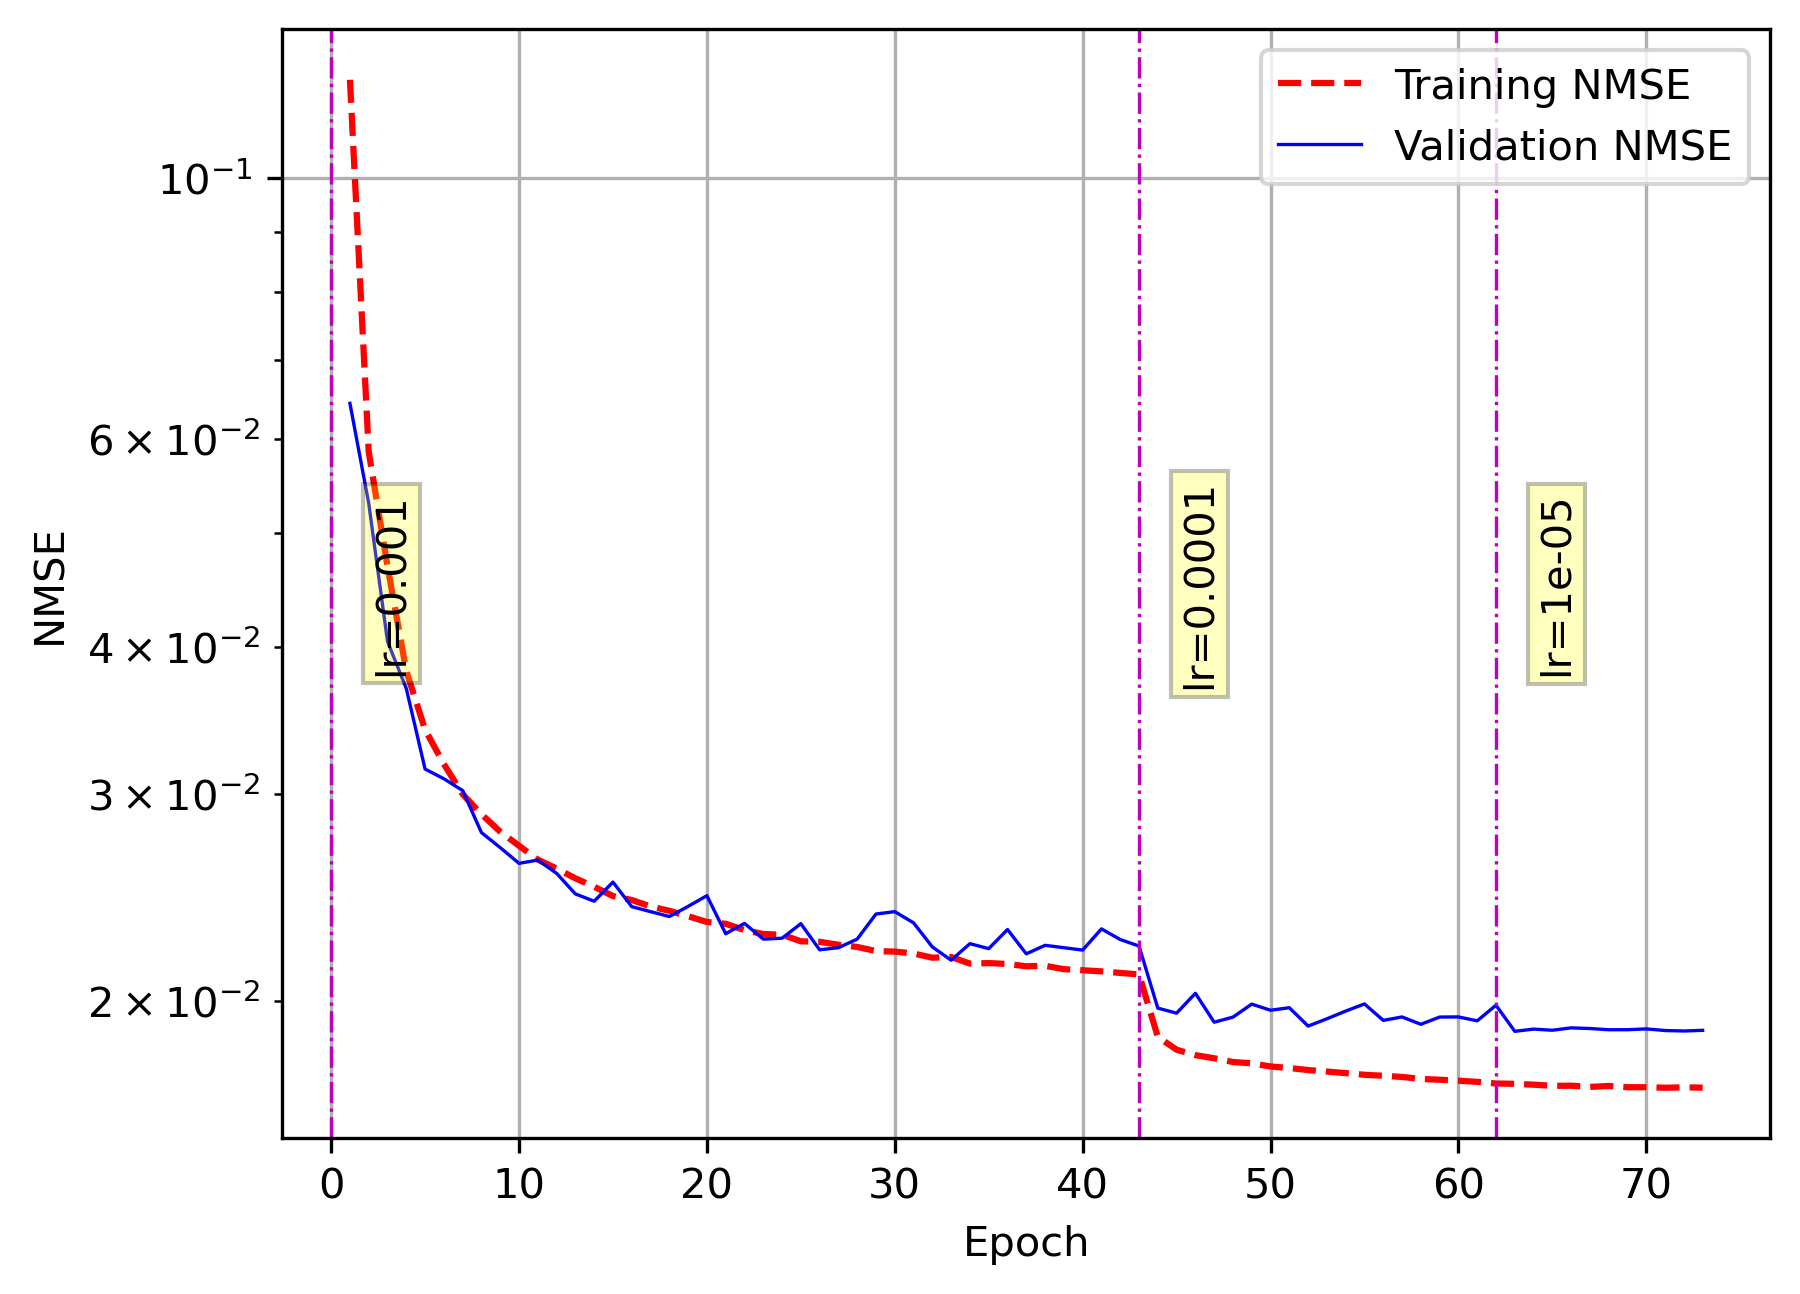 Training NMSE
Validation NMSE
10⁻¹
6 × 10⁻²
4 × 10⁻²
3 × 10⁻²
2 × 10⁻²
NMSE
lr=0.001
lr=0.0001
lr=1e-05
0 10 20 30 40 50 60 70
Epoch